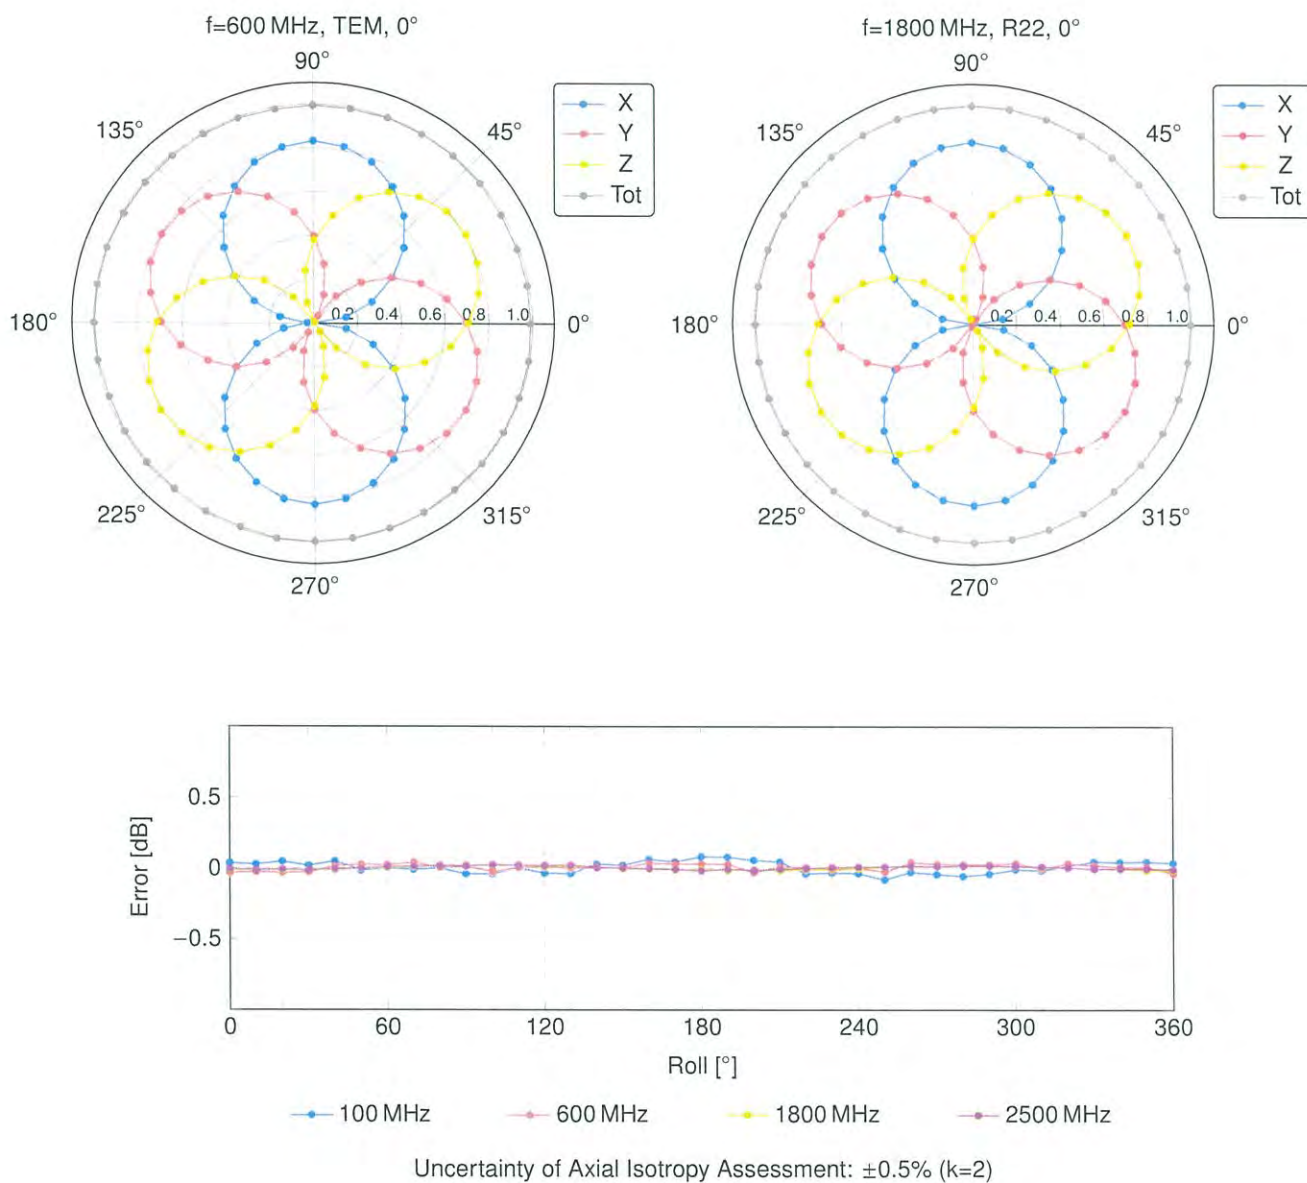 f=600 MHz, TEM, 0°
90°
135°
45°
X
Y
Z
Tot
180°
0.2 0.4 0.6 0.8 1.0
0°
225°
315°
270°
f=1800 MHz, R22, 0°
90°
135°
45°
X
Y
Z
Tot
180°
0.2 0.4 0.6 0.8 1.0
0°
225°
315°
270°
Error [dB]
0.5
0
−0.5
0 60 120 180 240 300 360
Roll [°]
100 MHz 600 MHz 1800 MHz 2500 MHz
Uncertainty of Axial Isotropy Assessment: ±0.5% (k=2)